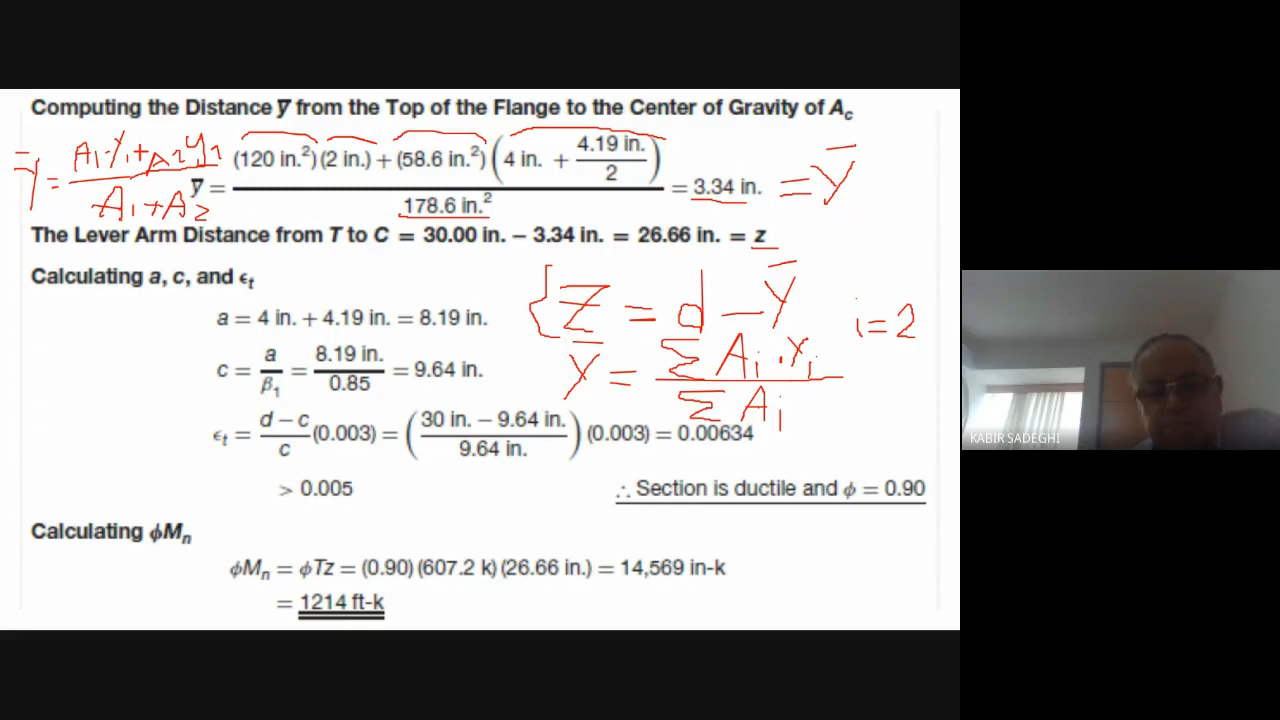 Computing the Distance y̅ from the Top of the Flange to the Center of Gravity of A_c
y̅ = (A1·y1 + A2 y2) / (A1 + A2)
y̅ = ((120 in.²)(2 in.) + (58.6 in.²)(4 in. + 4.19 in./2)) / 178.6 in.² = 3.34 in. = y̅
The Lever Arm Distance from T to C = 30.00 in. − 3.34 in. = 26.66 in. = z
Calculating a, c, and ϵ_t
{Z = d − y̅
i = 2
a = 4 in. + 4.19 in. = 8.19 in.
y̅ = Σ Ai · yi / Σ Ai
c = a/β₁ = 8.19 in./0.85 = 9.64 in.
ϵ_t = (d − c)/c (0.003) = ((30 in. − 9.64 in.)/9.64 in.) (0.003) = 0.00634
> 0.005
∴ Section is ductile and ϕ = 0.90
Calculating ϕM_n
ϕM_n = ϕTz = (0.90) (607.2 k) (26.66 in.) = 14,569 in-k
= 1214 ft-k
KABIR SADEGHI